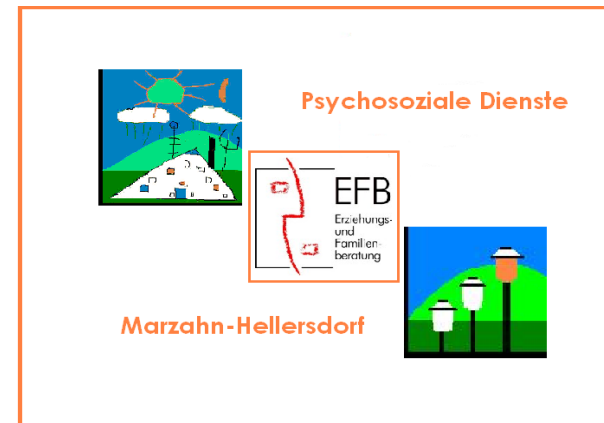 Psychosoziale Dienste
EFB
Erziehungs-
und
Familien-
beratung
Marzahn-Hellersdorf